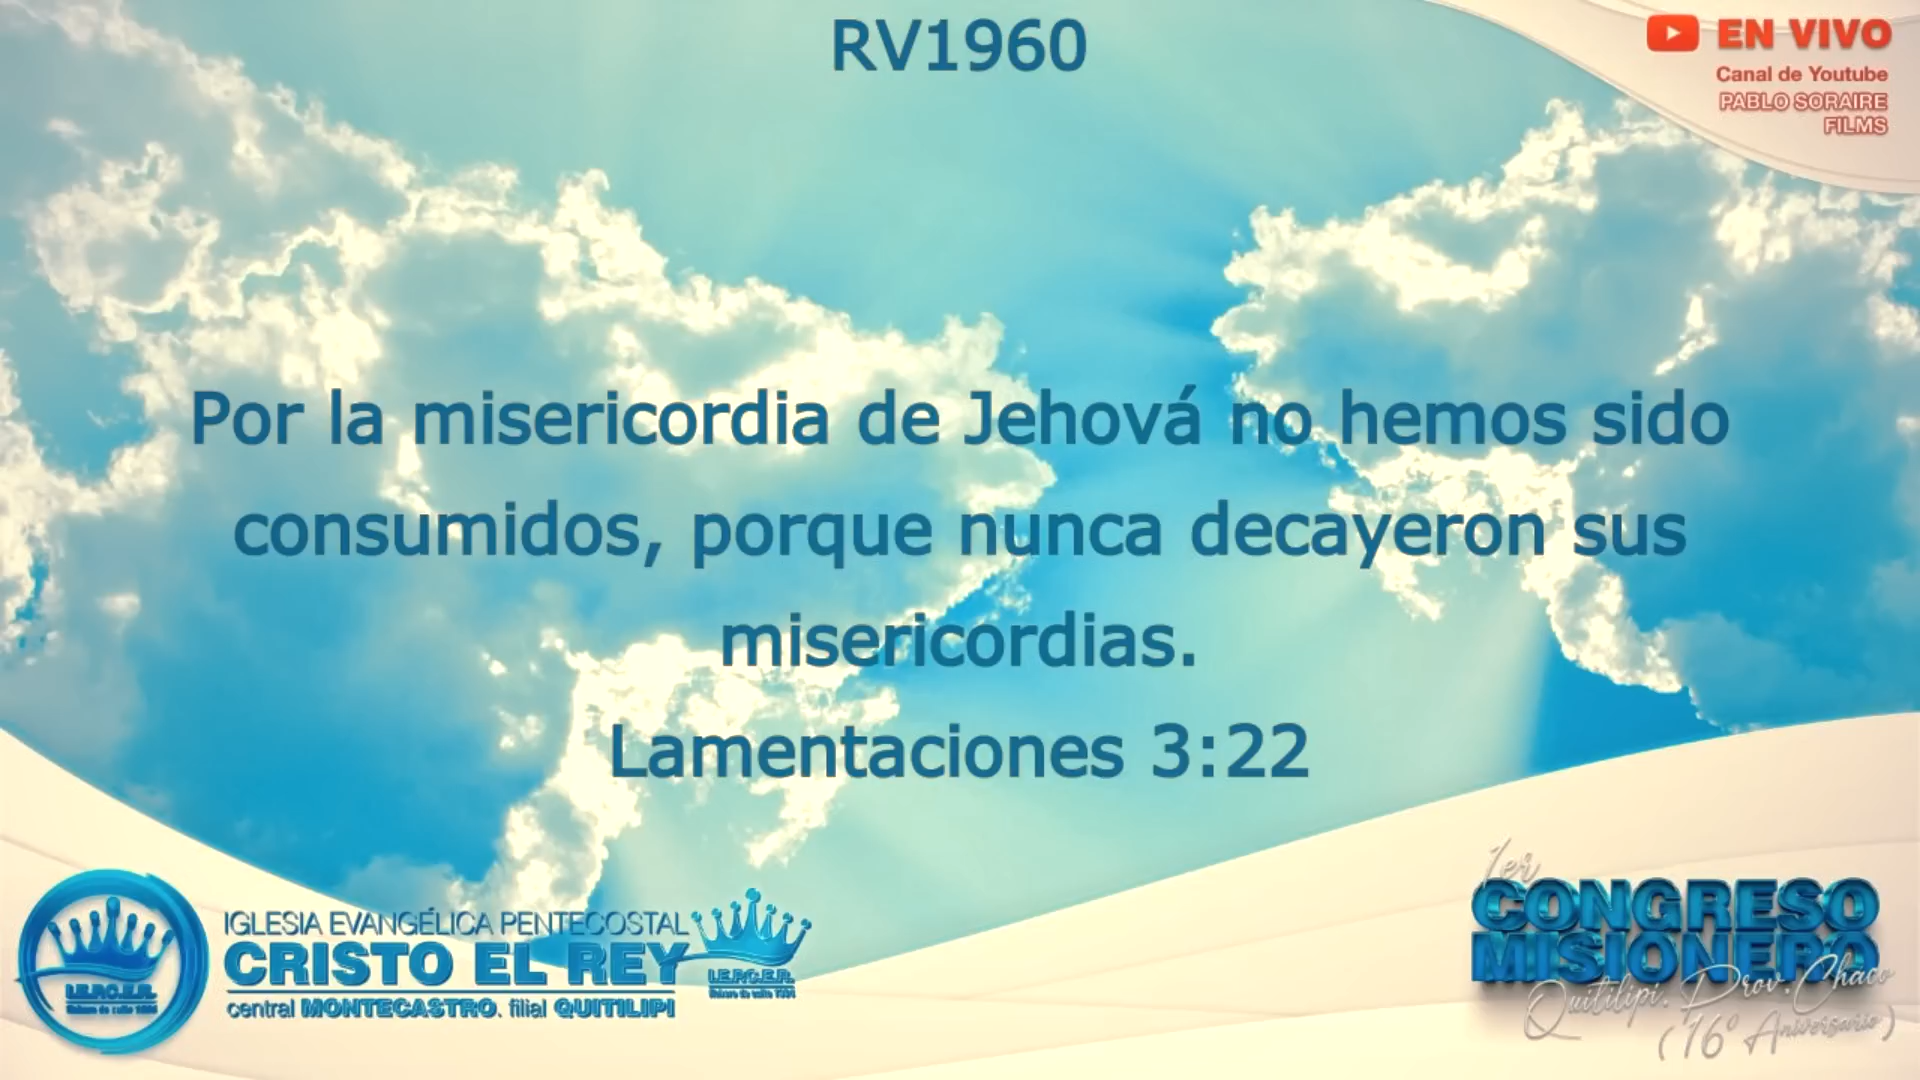 RV1960
EN VIVO
Canal de Youtube
PABLO SORAIRE
FILMS
Por la misericordia de Jehová no hemos sido
consumidos, porque nunca decayeron sus
misericordias.
Lamentaciones 3:22
IGLESIA EVANGÉLICA PENTECOSTAL
CRISTO EL REY
central MONTECASTRO. filial QUITILIPI
I.E.P.C.E.R.
I.E.P.C.E.R.
1er
CONGRESO
MISIONERO
Quitilipi. Prov. Chaco
(16° Aniversario)